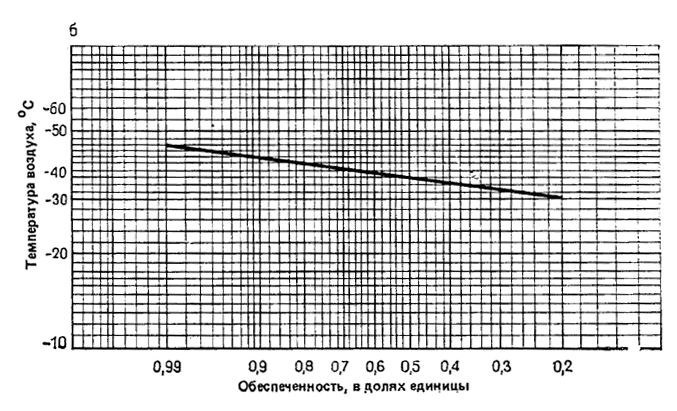 б
Температура воздуха, °С
-60
-50
-40
-30
-20
-10
0,99 0,9 0,8 0,7 0,6 0,5 0,4 0,3 0,2
Обеспеченность, в долях единицы